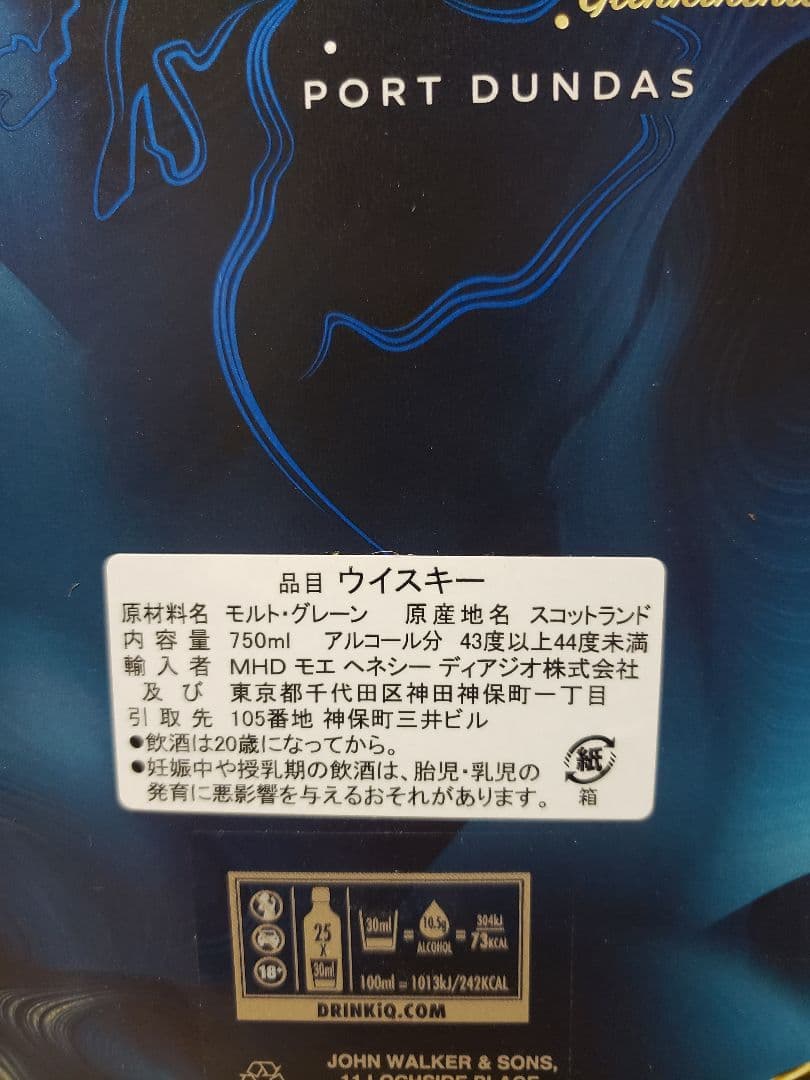 PORT DUNDAS
品目 ウイスキー
原材料名 モルト・グレーン 原産地名 スコットランド
内容量 750ml アルコール分 43度以上44度未満
輸入者 MHD モエ ヘネシー ディアジオ株式会社
及び 東京都千代田区神田神保町一丁目
引取先 105番地 神保町三井ビル
●飲酒は20歳になってから。
●妊娠中や授乳期の飲酒は、胎児・乳児の
発育に悪影響を与えるおそれがあります。
紙
箱
18+
25
X
30ml
30ml = 10.5g ALCOHOL = 304kJ 73KCAL
100ml = 1013kJ/242KCAL
DRINKiQ.COM
JOHN WALKER & SONS,
11 LOCHSIDE PLACE